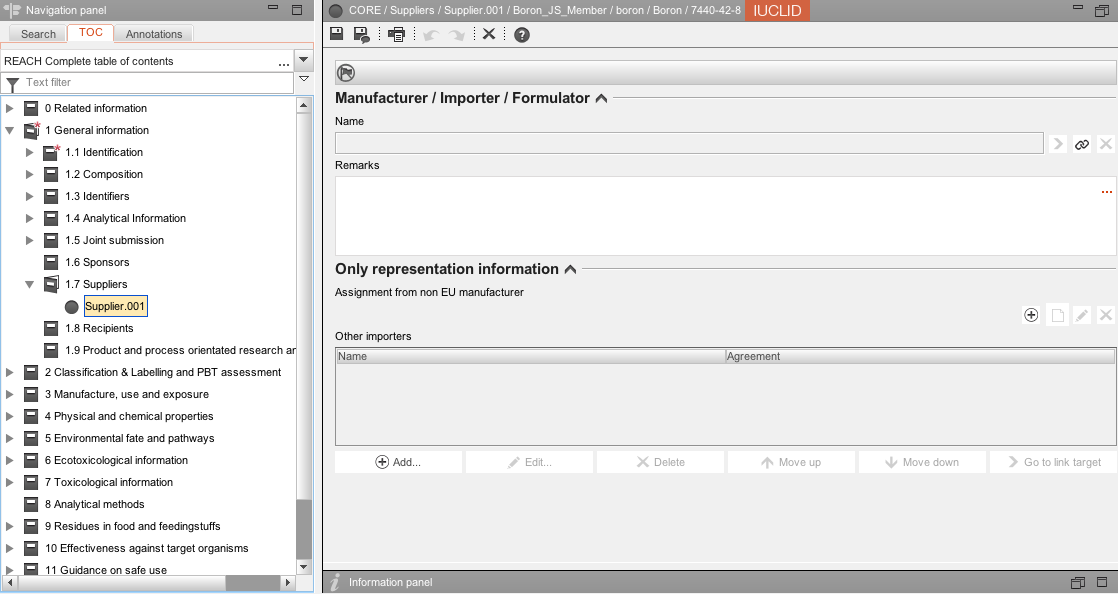 Navigation panel
Search
TOC
Annotations
REACH Complete table of contents
...
Text filter
0 Related information
1 General information
1.1 Identification
1.2 Composition
1.3 Identifiers
1.4 Analytical Information
1.5 Joint submission
1.6 Sponsors
1.7 Suppliers
Supplier.001
1.8 Recipients
1.9 Product and process orientated research
2 Classification & Labelling and PBT assessment
3 Manufacture, use and exposure
4 Physical and chemical properties
5 Environmental fate and pathways
6 Ecotoxicological information
7 Toxicological information
8 Analytical methods
9 Residues in food and feedingstuffs
10 Effectiveness against target organisms
11 Guidance on safe use
CORE / Suppliers / Supplier.001 / Boron_JS_Member / boron / Boron / 7440-42-8
IUCLID
Manufacturer / Importer / Formulator
Name
Remarks
...
Only representation information
Assignment from non EU manufacturer
Other importers
Name
Agreement
Add...
Edit...
Delete
Move up
Move down
Go to link target
Information panel